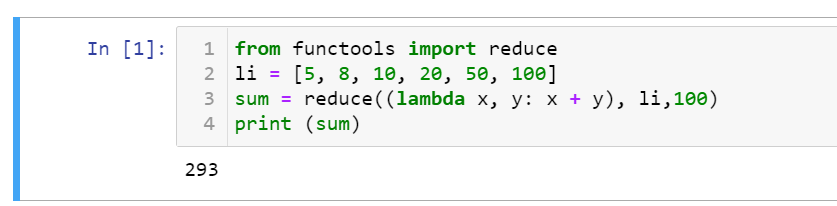 In [1]:
1 from functools import reduce
2 li = [5, 8, 10, 20, 50, 100]
3 sum = reduce((lambda x, y: x + y), li,100)
4 print (sum)
293